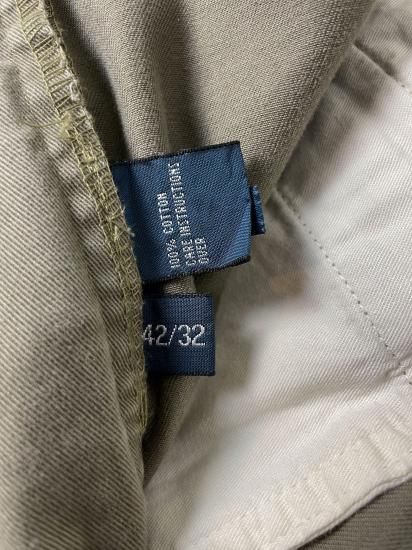 100% COTTON
CARE INSTRUCTIONS
OVER
42/32